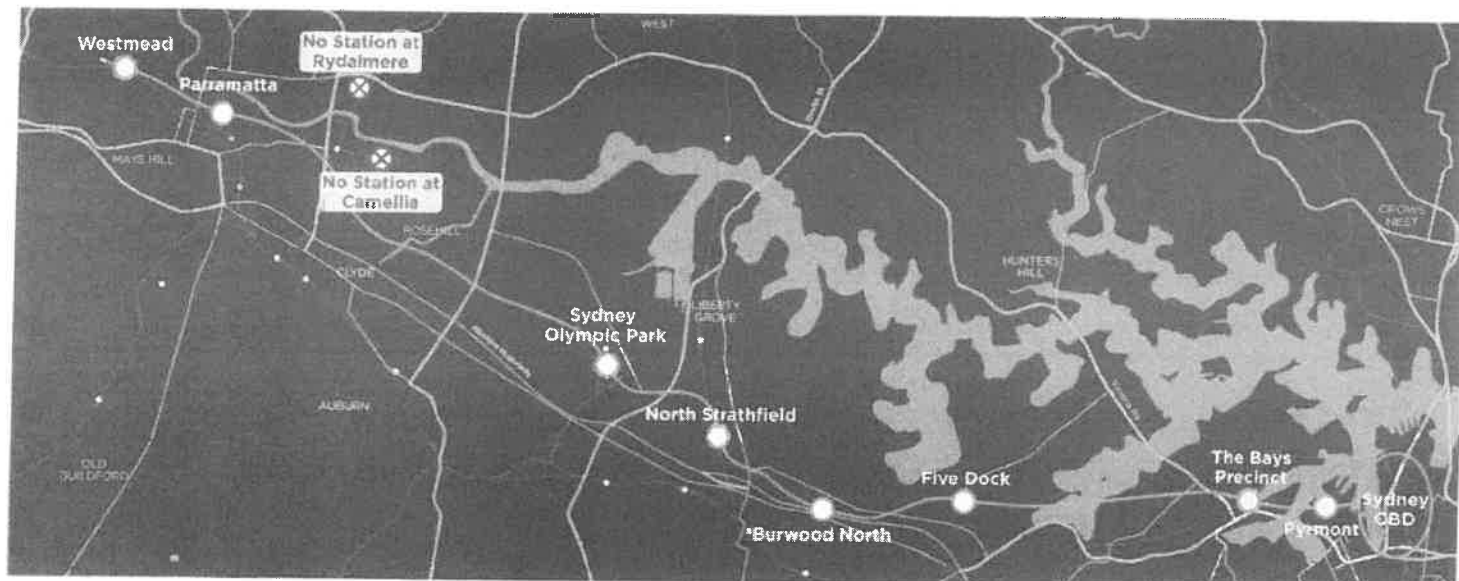 WEST
Westmead
No Station at
Rydalmere
Parramatta
MAYS HILL
No Station at
Camellia
ROSEHILL
CLYDE
CROWS
NEST
HUNTERS
HILL
LIBERTY
GROVE
Sydney
Olympic Park
AUBURN
North Strathfield
OLD
GUILDFORD
Five Dock
The Bays
Precinct
*Burwood North
Pyrmont
Sydney
CBD
Victoria Rd